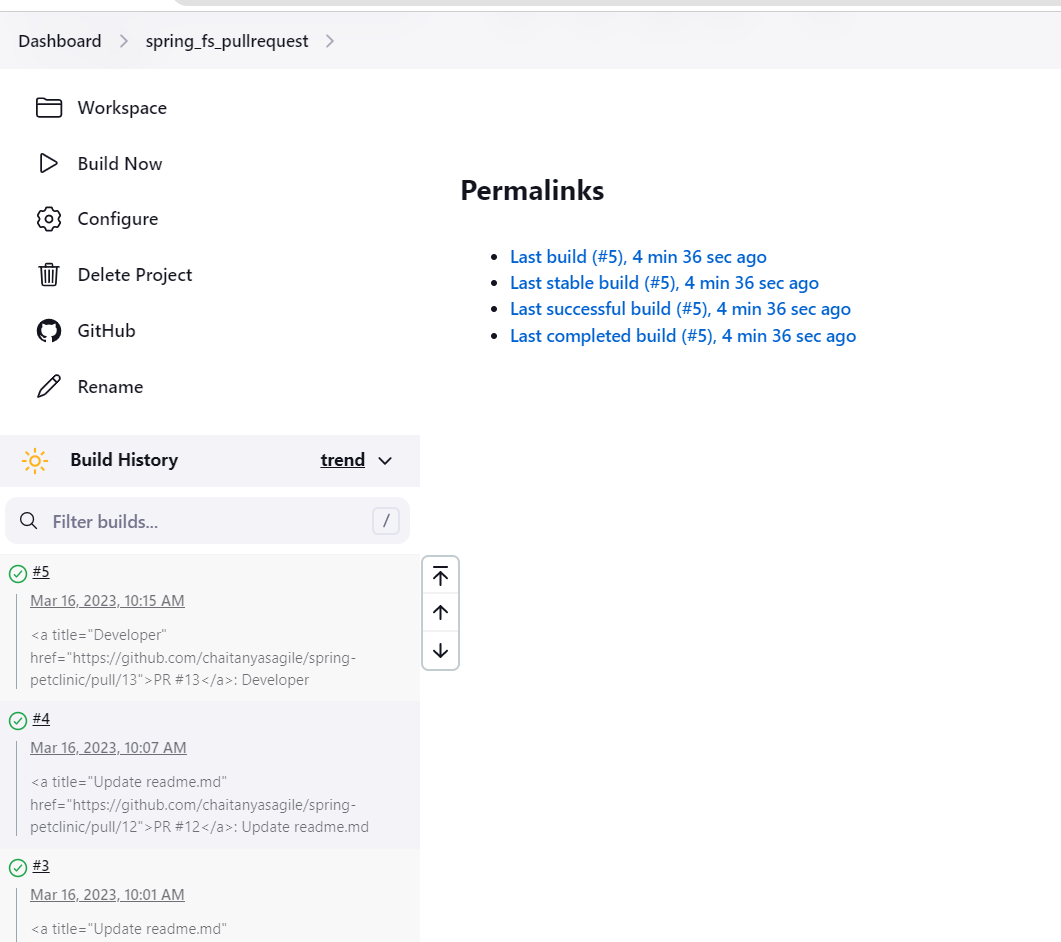 Dashboard
spring_fs_pullrequest
Workspace
Build Now
Configure
Delete Project
GitHub
Rename
Build History
trend
Filter builds...
/
#5
Mar 16, 2023, 10:15 AM
<a title="Developer"
href="https://github.com/chaitanyasagile/spring-
petclinic/pull/13">PR #13</a>: Developer
#4
Mar 16, 2023, 10:07 AM
<a title="Update readme.md"
href="https://github.com/chaitanyasagile/spring-
petclinic/pull/12">PR #12</a>: Update readme.md
#3
Mar 16, 2023, 10:01 AM
<a title="Update readme.md"
Permalinks
Last build (#5), 4 min 36 sec ago
Last stable build (#5), 4 min 36 sec ago
Last successful build (#5), 4 min 36 sec ago
Last completed build (#5), 4 min 36 sec ago